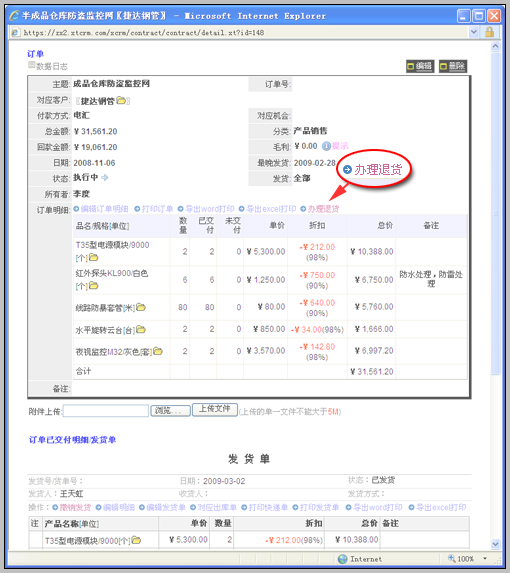 半成品仓库防盗监控网〖捷达钢管〗 - Microsoft Internet Explorer
https://xx2.xtcrm.com/xcrm/contract/contract/detail.xt?id=148
订单
数据日志 编辑 删除
主题: 成品仓库防盗监控网 订单号:
对应客户: 〖捷达钢管〗
付款方式: 电汇 对应机会:
总金额: ¥ 31,561.20 分类: 产品销售
回款金额: ¥ 19,061.20 毛利: ¥ 0.00 提示
日期: 2008-11-06 最晚发货: 2009-02-28
办理退货
状态: 执行中 发货: 全部
所有者: 李度
订单明细: 编辑订单明细 打印订单 导出word打印 导出excel打印 办理退货
品名/规格[单位] 数量 已交付 未交付 单价 折扣 总价 备注
T35型电源模块/9000[个] 2 2 0 ¥ 5,300.00 -¥ 212.00(98%) ¥ 10,388.00
红外探头KL900/白色[个] 6 6 0 ¥ 1,250.00 -¥ 750.00(90%) ¥ 6,750.00 防水处理，防雷处理
线路防暴套管[米] 80 80 0 ¥ 80.00 -¥ 640.00(90%) ¥ 5,760.00
水平旋转云台[台] 2 2 0 ¥ 850.00 -¥ 34.00(98%) ¥ 1,666.00
夜视监控M32/灰色[套] 2 2 0 ¥ 3,570.00 -¥ 142.80(98%) ¥ 6,997.20
合计 ¥ 31,561.20
备注:
附件上传: 浏览... 上传文件 (上传的单一文件不能大于5M)
订单已交付明细/发货单
发 货 单
发货号/货单号: 日期: 2009-03-02 状态: 已发货
发货人: 王天虹 收货人: 发货方式:
操作: 撤销发货 编辑明细 编辑发货单 对应出库单 打印快递单 打印发货单 导出word打印 导出excel打印
注 产品名称[单位] 单价 数量 折扣 总价 备注
T35型电源模块/9000[个] ¥ 5,300.00 2 -¥ 212.00(98%) ¥ 10,388.00
Internet 100%